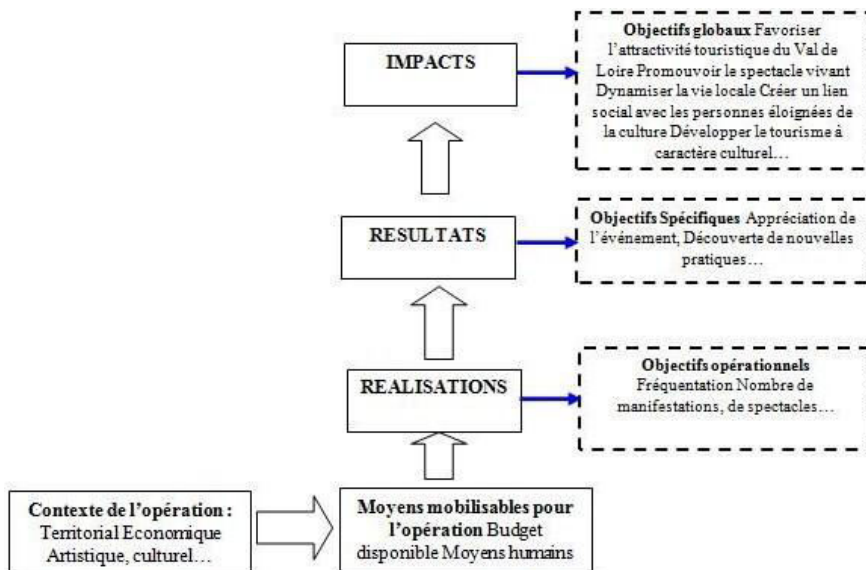 IMPACTS
Objectifs globaux Favoriser
l’attractivité touristique du Val de
Loire Promouvoir le spectacle vivant
Dynamiser la vie locale Créer un lien
social avec les personnes éloignées de
la culture Développer le tourisme à
caractère culturel…
RESULTATS
Objectifs Spécifiques Appréciation de
l’événement, Découverte de nouvelles
pratiques…
REALISATIONS
Objectifs opérationnels
Fréquentation Nombre de
manifestations, de spectacles…
Contexte de l’opération :
Territorial Economique
Artistique, culturel…
Moyens mobilisables pour
l’opération Budget
disponible Moyens humains